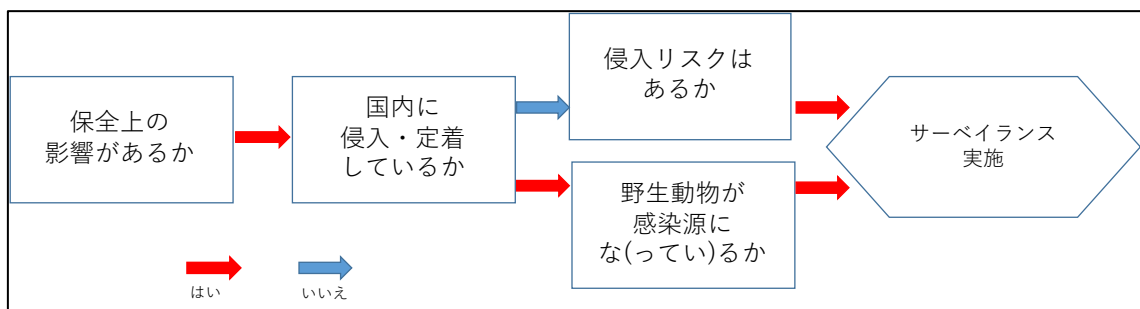 保全上の
影響があるか
国内に
侵入・定着
しているか
侵入リスクは
あるか
野生動物が
感染源に
な(ってい)るか
サーベイランス
実施
はい
いいえ